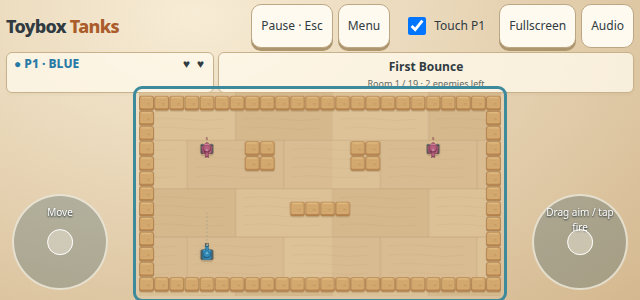 Toybox Tanks
Pause · Esc
Menu
Touch P1
Fullscreen
Audio
● P1 · BLUE
♥ ♥
First Bounce
Room 1 / 19 · 2 enemies left
Move
Drag aim / tap
fire